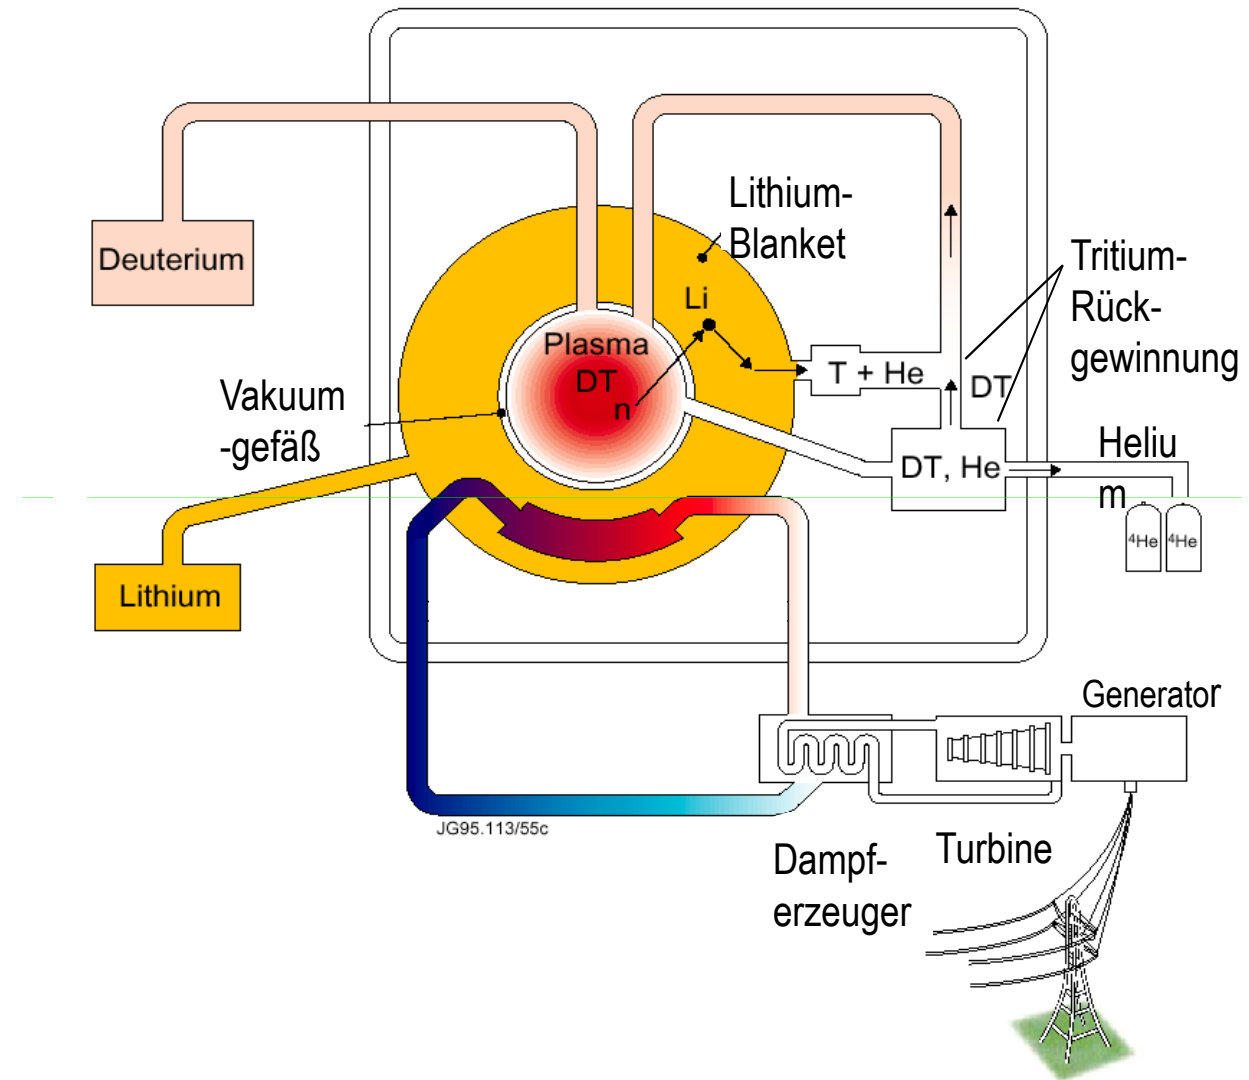 Lithium-
Blanket
Deuterium
Tritium-
Rück-
gewinnung
Li
Plasma
DT
n
T + He
DT
Vakuum
-gefäß
DT, He
Heliu
m
⁴He
⁴He
Lithium
Generator
JG95.113/55c
Dampf-
erzeuger
Turbine